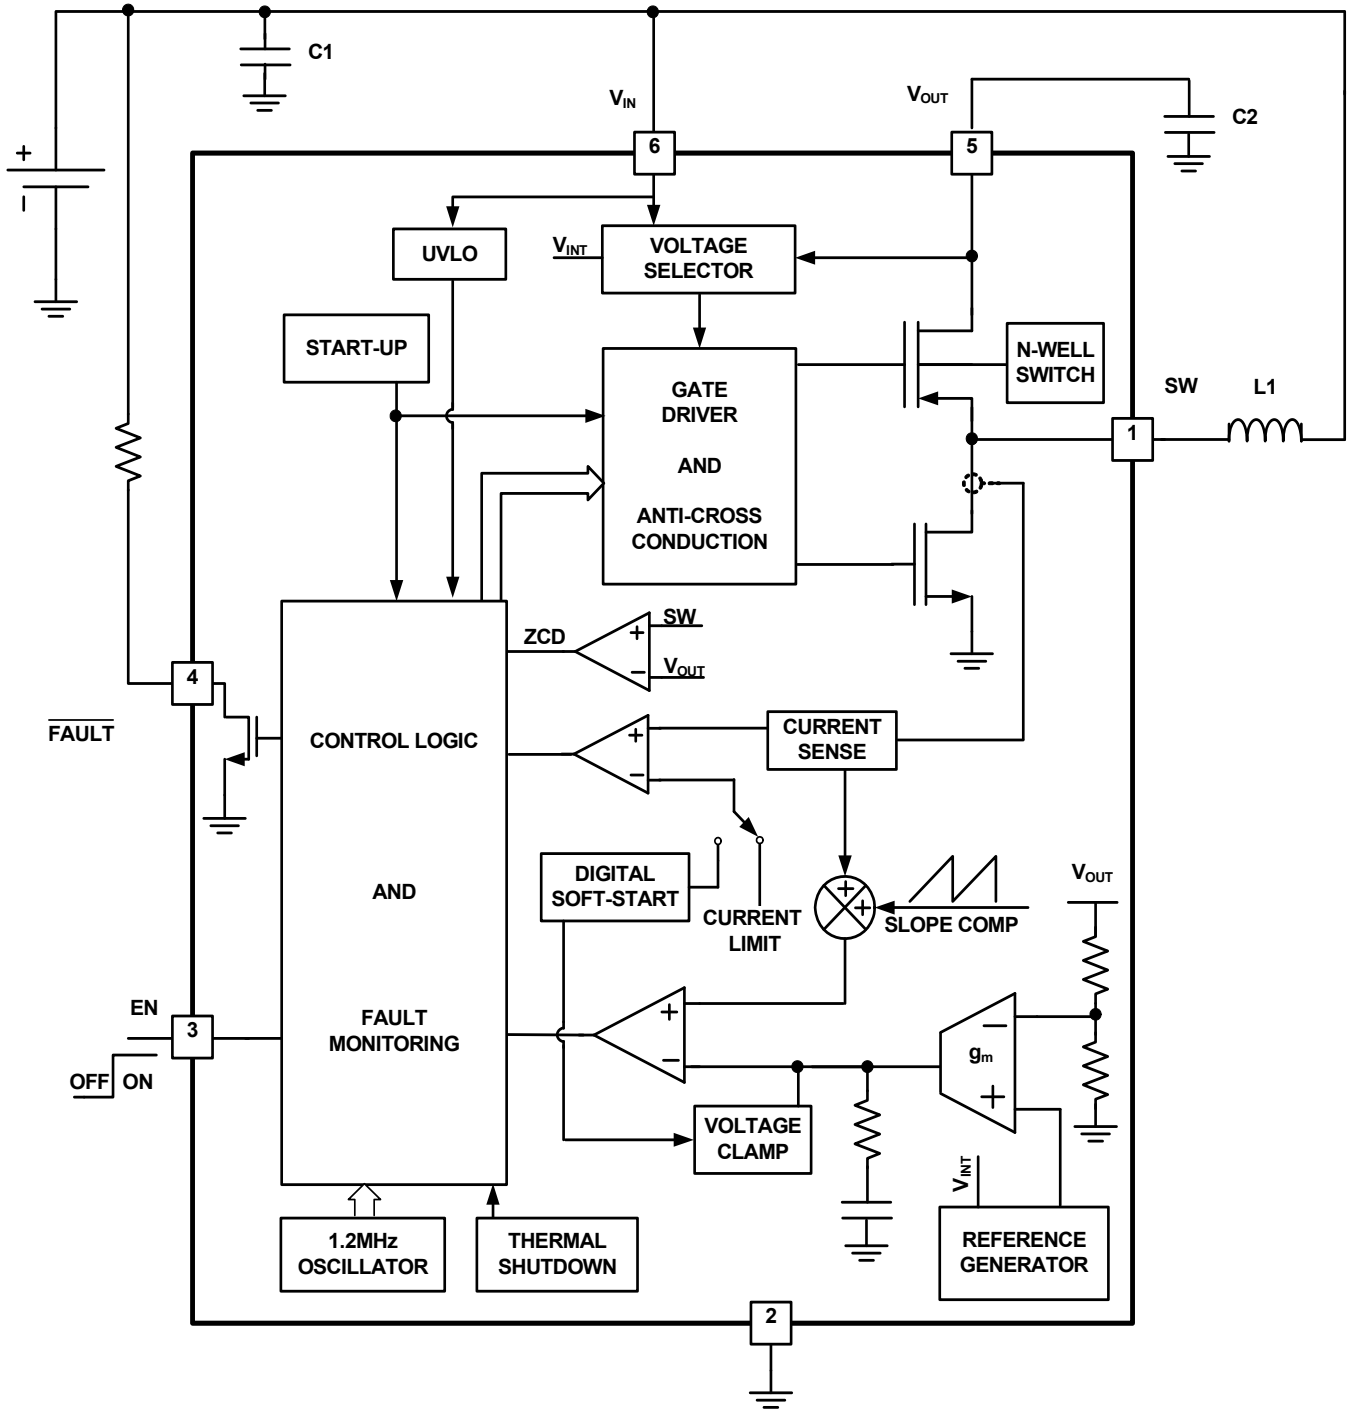 C1
VIN
VOUT
C2
+
−
6
5
UVLO
VINT
VOLTAGE
SELECTOR
START-UP
GATE
DRIVER
AND
ANTI-CROSS
CONDUCTION
N-WELL
SWITCH
SW
L1
1
ZCD
+
−
SW
VOUT
4
FAULT
CONTROL LOGIC
AND
FAULT
MONITORING
+
−
CURRENT
SENSE
DIGITAL
SOFT-START
CURRENT
LIMIT
+
+
SLOPE COMP
VOUT
EN
3
OFF
ON
+
−
gm
−
+
VOLTAGE
CLAMP
VINT
1.2MHz
OSCILLATOR
THERMAL
SHUTDOWN
REFERENCE
GENERATOR
2